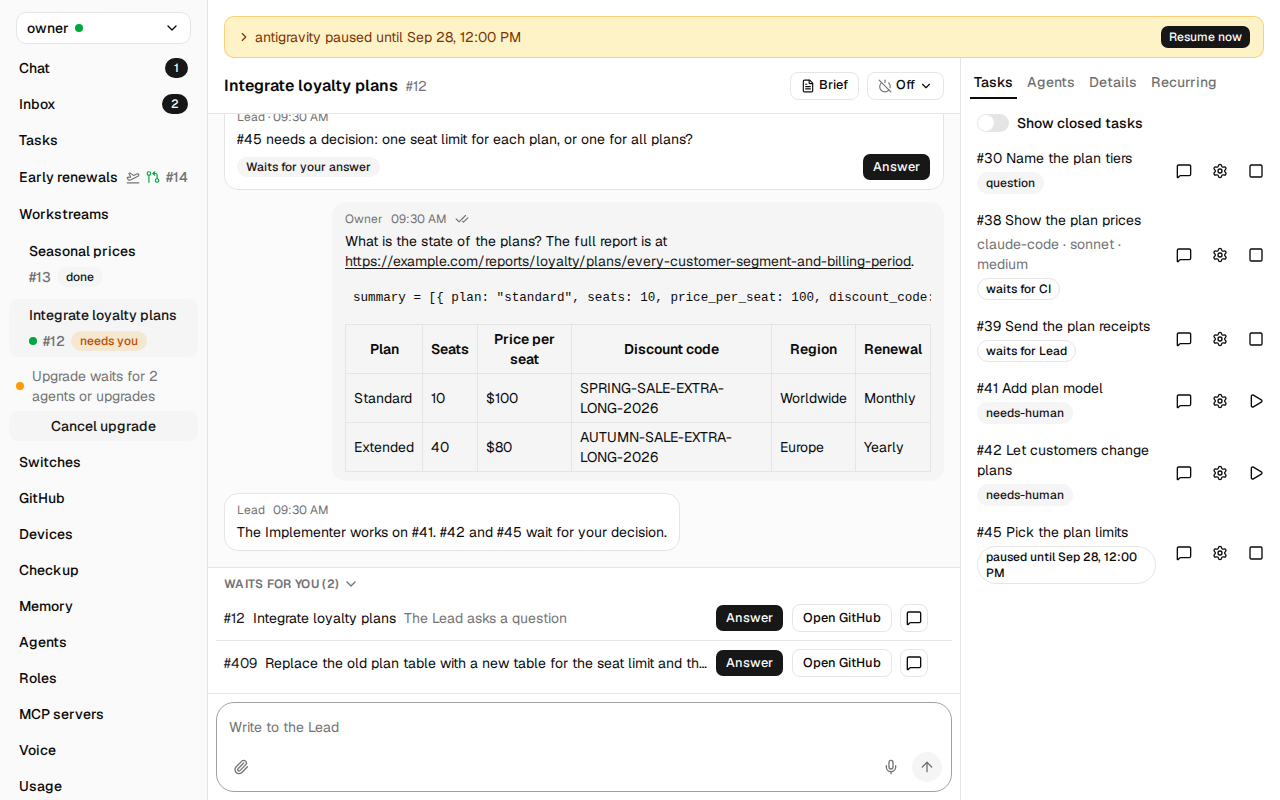 owner
Chat 1
Inbox 2
Tasks
Early renewals #14
Workstreams
Seasonal prices
#13 done
Integrate loyalty plans
#12 needs you
Upgrade waits for 2
agents or upgrades
Cancel upgrade
Switches
GitHub
Devices
Checkup
Memory
Agents
Roles
MCP servers
Voice
Usage
antigravity paused until Sep 28, 12:00 PM
Resume now
Integrate loyalty plans #12
Brief
Off
Lead · 09:30 AM
#45 needs a decision: one seat limit for each plan, or one for all plans?
Waits for your answer
Answer
Owner 09:30 AM
What is the state of the plans? The full report is at
https://example.com/reports/loyalty/plans/every-customer-segment-and-billing-period.
summary = [{ plan: "standard", seats: 10, price_per_seat: 100, discount_code:
Plan Seats Price per seat Discount code Region Renewal
Standard 10 $100 SPRING-SALE-EXTRA-LONG-2026 Worldwide Monthly
Extended 40 $80 AUTUMN-SALE-EXTRA-LONG-2026 Europe Yearly
Lead 09:30 AM
The Implementer works on #41. #42 and #45 wait for your decision.
WAITS FOR YOU (2)
#12 Integrate loyalty plans The Lead asks a question Answer Open GitHub
#409 Replace the old plan table with a new table for the seat limit and th... Answer Open GitHub
Write to the Lead
Tasks Agents Details Recurring
Show closed tasks
#30 Name the plan tiers
question
#38 Show the plan prices
claude-code · sonnet ·
medium
waits for CI
#39 Send the plan receipts
waits for Lead
#41 Add plan model
needs-human
#42 Let customers change
plans
needs-human
#45 Pick the plan limits
paused until Sep 28, 12:00
PM